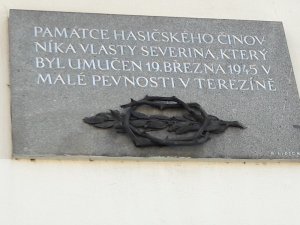 PAMÁTCE HASIČSKÉHO ČINOV
NÍKA VLASTY SEVERINA, KTERÝ
BYL UMUČEN 19. BŘEZNA 1945 V
MALÉ PEVNOSTI V TEREZÍNĚ